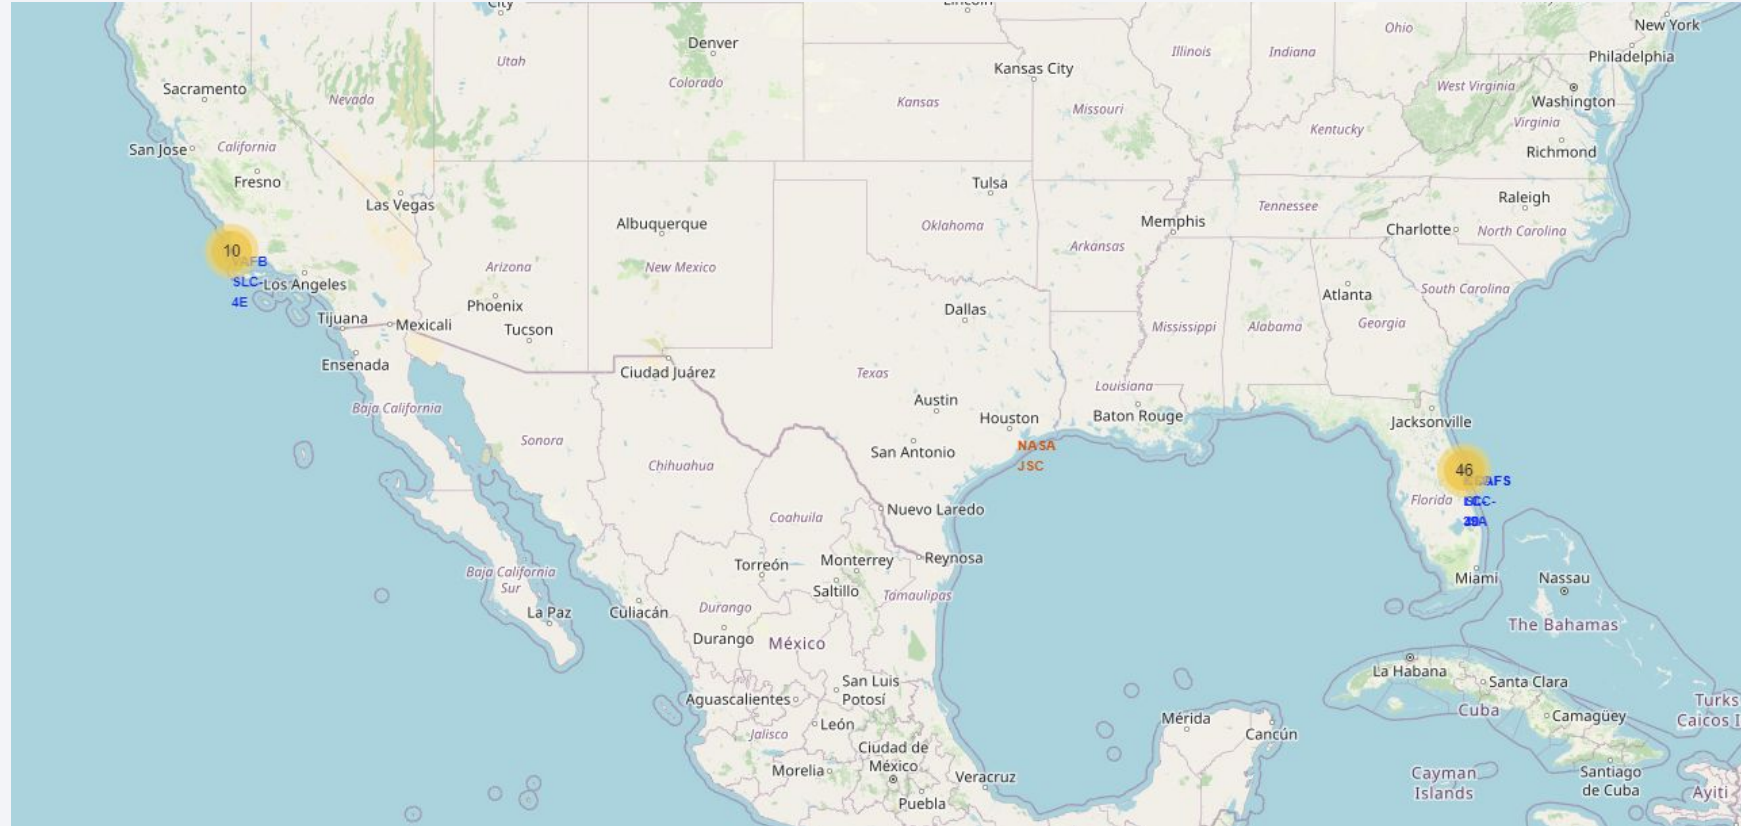 City
Lincoln
New York
Denver
Ohio
Illinois
Indiana
Utah
Philadelphia
Kansas City
Colorado
Sacramento
West Virginia
Nevada
Kansas
Washington
Missouri
Virginia
Kentucky
San Jose
California
Richmond
Fresno
Tulsa
Las Vegas
Raleigh
Tennessee
Albuquerque
Oklahoma
Memphis
Charlotte
North Carolina
10
Arkansas
AFB
Arizona
New Mexico
SLC-
Los Angeles
South Carolina
4E
Phoenix
Atlanta
Dallas
Tijuana
Mexicali
Tucson
Mississippi
Alabama
Georgia
Ensenada
Ciudad Juárez
Texas
Louisiana
Baja California
Austin
Houston
Baton Rouge
Jacksonville
Sonora
NASA
JSC
San Antonio
Chihuahua
46
AFS
Florida
Nuevo Laredo
Coahuila
Reynosa
Torreón
Monterrey
Baja California
Sur
Miami
Nassau
Saltillo
Tamaulipas
La Paz
Culiacán
Durango
The Bahamas
Durango
México
La Habana
San Luis
Potosí
Santa Clara
Aguascalientes
Turks
Caicos I
Cuba
Camagüey
León
Mérida
Jalisco
Cancún
Ciudad de
México
Morelia
Veracruz
Cayman
Islands
Santiago
de Cuba
Ayiti
Puebla